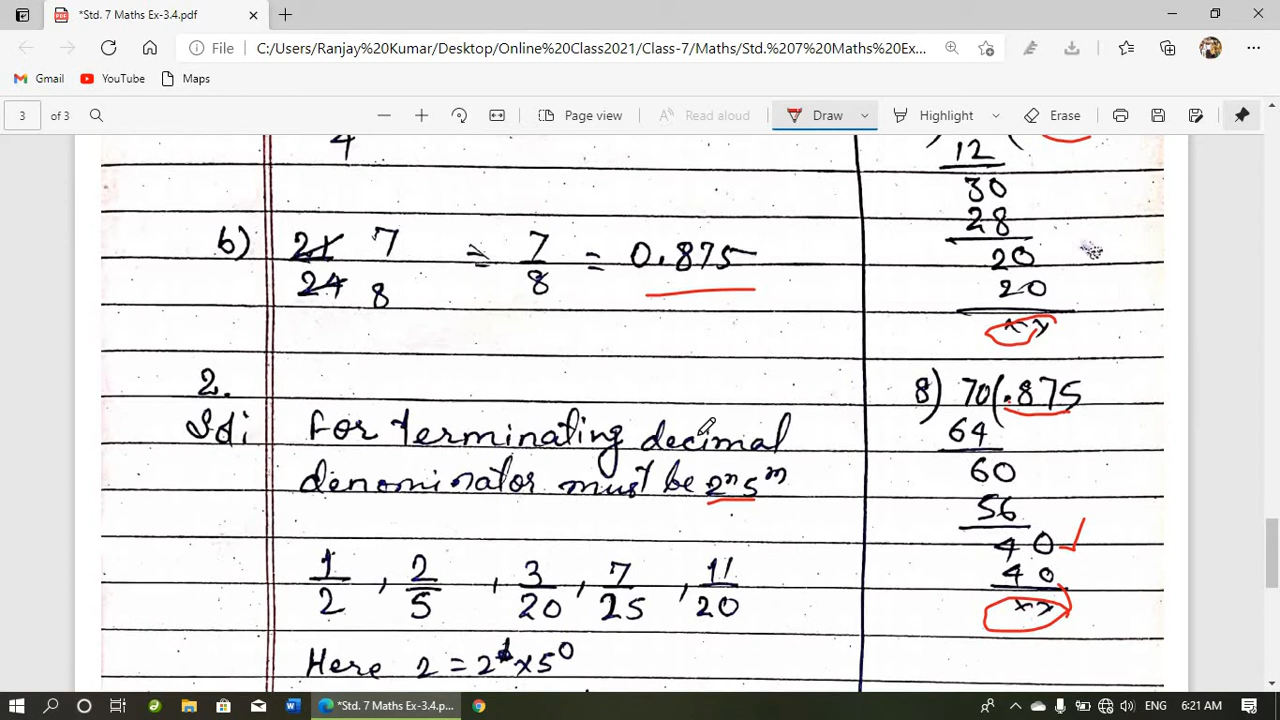 *Std. 7 Maths Ex-3.4.pdf
File C:/Users/Ranjay%20Kumar/Desktop/Online%20Class2021/Class-7/Maths/Std.%207%20Maths%20Ex...
Gmail YouTube Maps
3 of 3 Page view Read aloud Draw Highlight Erase
4
12
30
28
20
20
xx
b) 21/24 7/8 = 7/8 = 0.875
2.
Sol: For terminating decimal
denominator must be 2ⁿ5ᵐ
1/2 , 2/5 , 3/20 , 7/25 , 11/20
Here 2 = 2¹ x 5⁰
8) 70 ( .875
64
60
56
40
40
xx
*Std. 7 Maths Ex-3.4....
ENG 6:21 AM